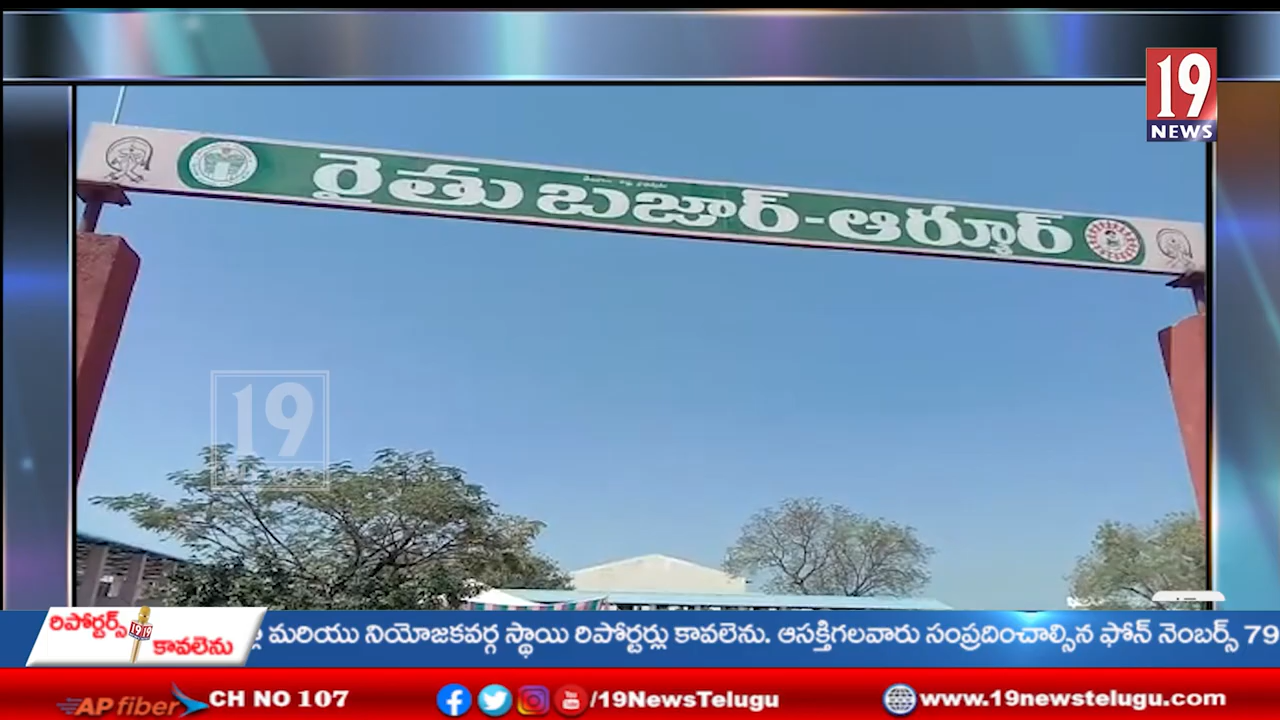 19
NEWS
రైతు బజార్-ఆర్మూర్
19
రిపోర్టర్స్
కావలెను
మరియు నియోజకవర్గ స్థాయి రిపోర్టర్లు కావలెను. ఆసక్తిగలవారు సంప్రదించాల్సిన ఫోన్ నెంబర్స్ 79
AP fiber CH NO 107
/19NewsTelugu
www.19newstelugu.com